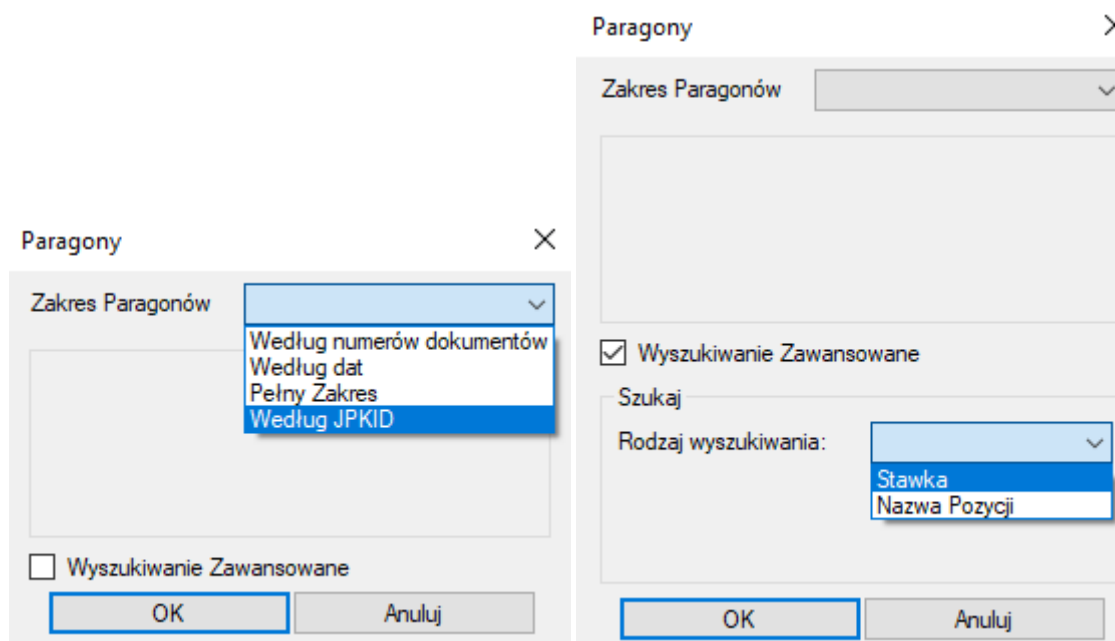 Paragony
Zakres Paragonów
Według numerów dokumentów
Według dat
Pełny Zakres
Według JPKID
Wyszukiwanie Zawansowane
OK Anuluj
Paragony
Zakres Paragonów
Wyszukiwanie Zawansowane
Szukaj
Rodzaj wyszukiwania:
Stawka
Nazwa Pozycji
OK Anuluj